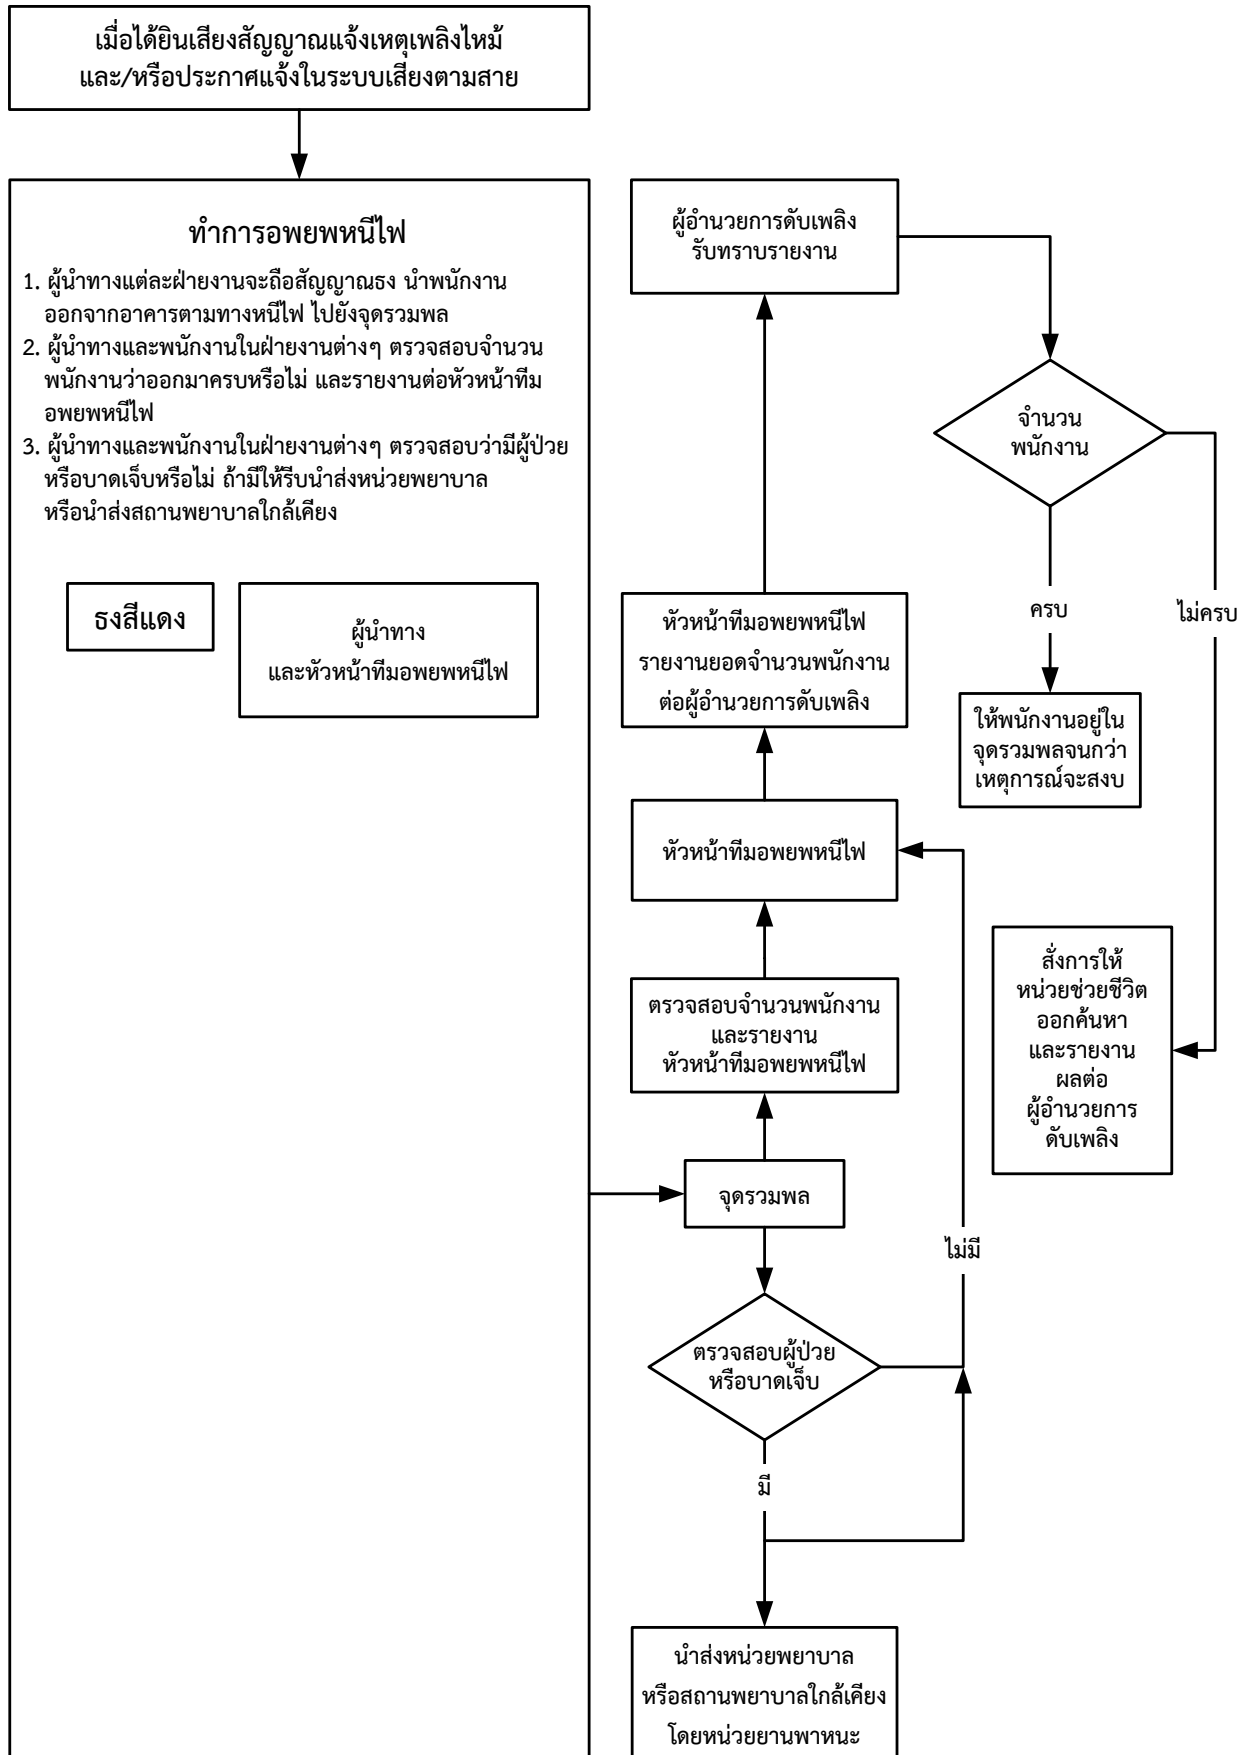 เมื่อได้ยินเสียงสัญญาณแจ้งเหตุเพลิงไหม้
และ/หรือประกาศแจ้งในระบบเสียงตามสาย
ทำการอพยพหนีไฟ
1. ผู้นำทางแต่ละฝ่ายงานจะถือสัญญาณธง นำพนักงาน
ออกจากอาคารตามทางหนีไฟ ไปยังจุดรวมพล
2. ผู้นำทางและพนักงานในฝ่ายงานต่างๆ ตรวจสอบจำนวน
พนักงานว่าออกมาครบหรือไม่ และรายงานต่อหัวหน้าทีม
อพยพหนีไฟ
3. ผู้นำทางและพนักงานในฝ่ายงานต่างๆ ตรวจสอบว่ามีผู้ป่วย
หรือบาดเจ็บหรือไม่ ถ้ามีให้รีบนำส่งหน่วยพยาบาล
หรือนำส่งสถานพยาบาลใกล้เคียง
ธงสีแดง
ผู้นำทาง
และหัวหน้าทีมอพยพหนีไฟ
ผู้อำนวยการดับเพลิง
รับทราบรายงาน
จำนวน
พนักงาน
ครบ
ไม่ครบ
หัวหน้าทีมอพยพหนีไฟ
รายงานยอดจำนวนพนักงาน
ต่อผู้อำนวยการดับเพลิง
ให้พนักงานอยู่ใน
จุดรวมพลจนกว่า
เหตุการณ์จะสงบ
หัวหน้าทีมอพยพหนีไฟ
สั่งการให้
หน่วยช่วยชีวิต
ออกค้นหา
และรายงาน
ผลต่อ
ผู้อำนวยการ
ดับเพลิง
ตรวจสอบจำนวนพนักงาน
และรายงาน
หัวหน้าทีมอพยพหนีไฟ
จุดรวมพล
ไม่มี
ตรวจสอบผู้ป่วย
หรือบาดเจ็บ
มี
นำส่งหน่วยพยาบาล
หรือสถานพยาบาลใกล้เคียง
โดยหน่วยยานพาหนะ